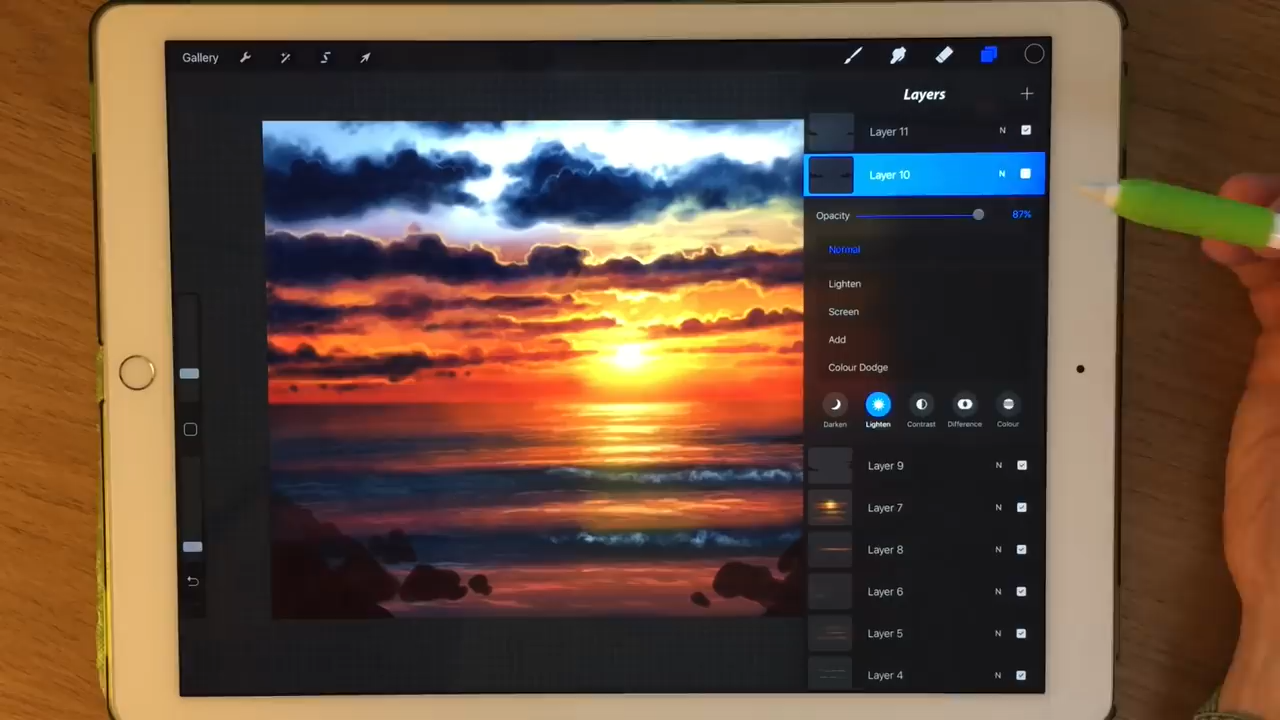 Gallery
Layers
Layer 11 N
Layer 10 N
Opacity 87%
Normal
Lighten
Screen
Add
Colour Dodge
Darken Lighten Contrast Difference Colour
Layer 9 N
Layer 7 N
Layer 8 N
Layer 6 N
Layer 5 N
Layer 4 N